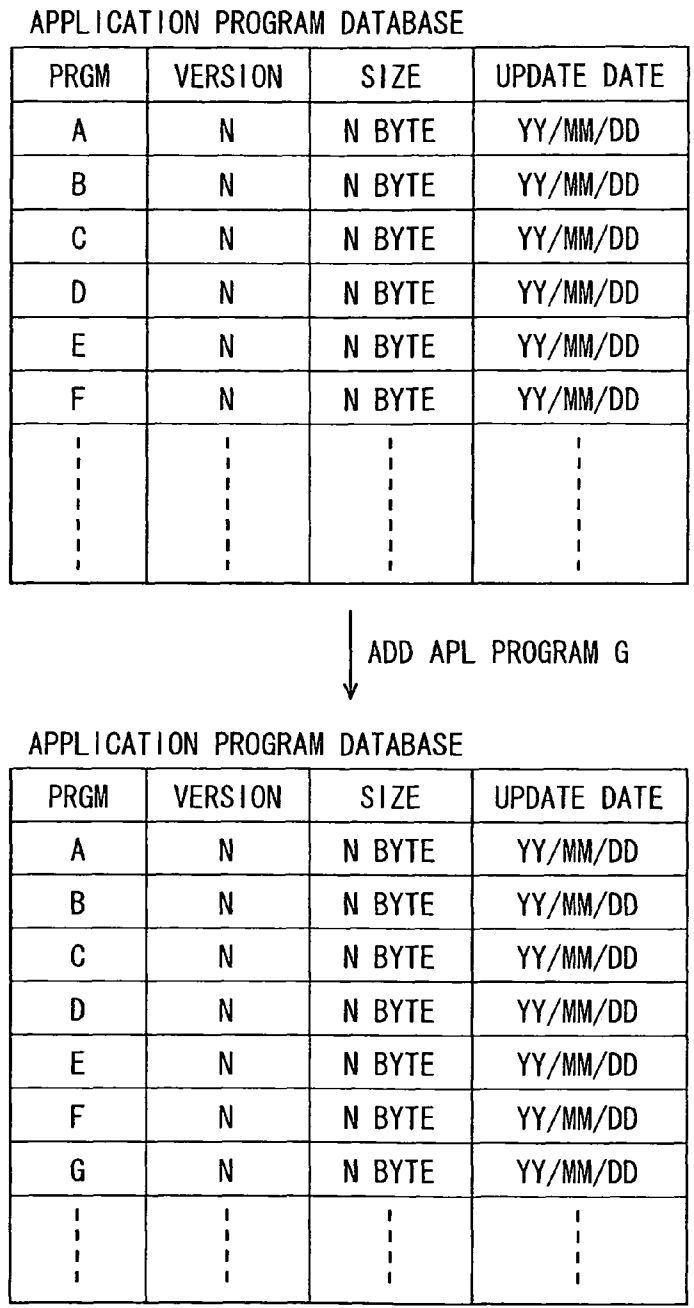 APPLICATION PROGRAM DATABASE
PRGM VERSION SIZE UPDATE DATE
A N N BYTE YY/MM/DD
B N N BYTE YY/MM/DD
C N N BYTE YY/MM/DD
D N N BYTE YY/MM/DD
E N N BYTE YY/MM/DD
F N N BYTE YY/MM/DD
ADD APL PROGRAM G
APPLICATION PROGRAM DATABASE
PRGM VERSION SIZE UPDATE DATE
A N N BYTE YY/MM/DD
B N N BYTE YY/MM/DD
C N N BYTE YY/MM/DD
D N N BYTE YY/MM/DD
E N N BYTE YY/MM/DD
F N N BYTE YY/MM/DD
G N N BYTE YY/MM/DD